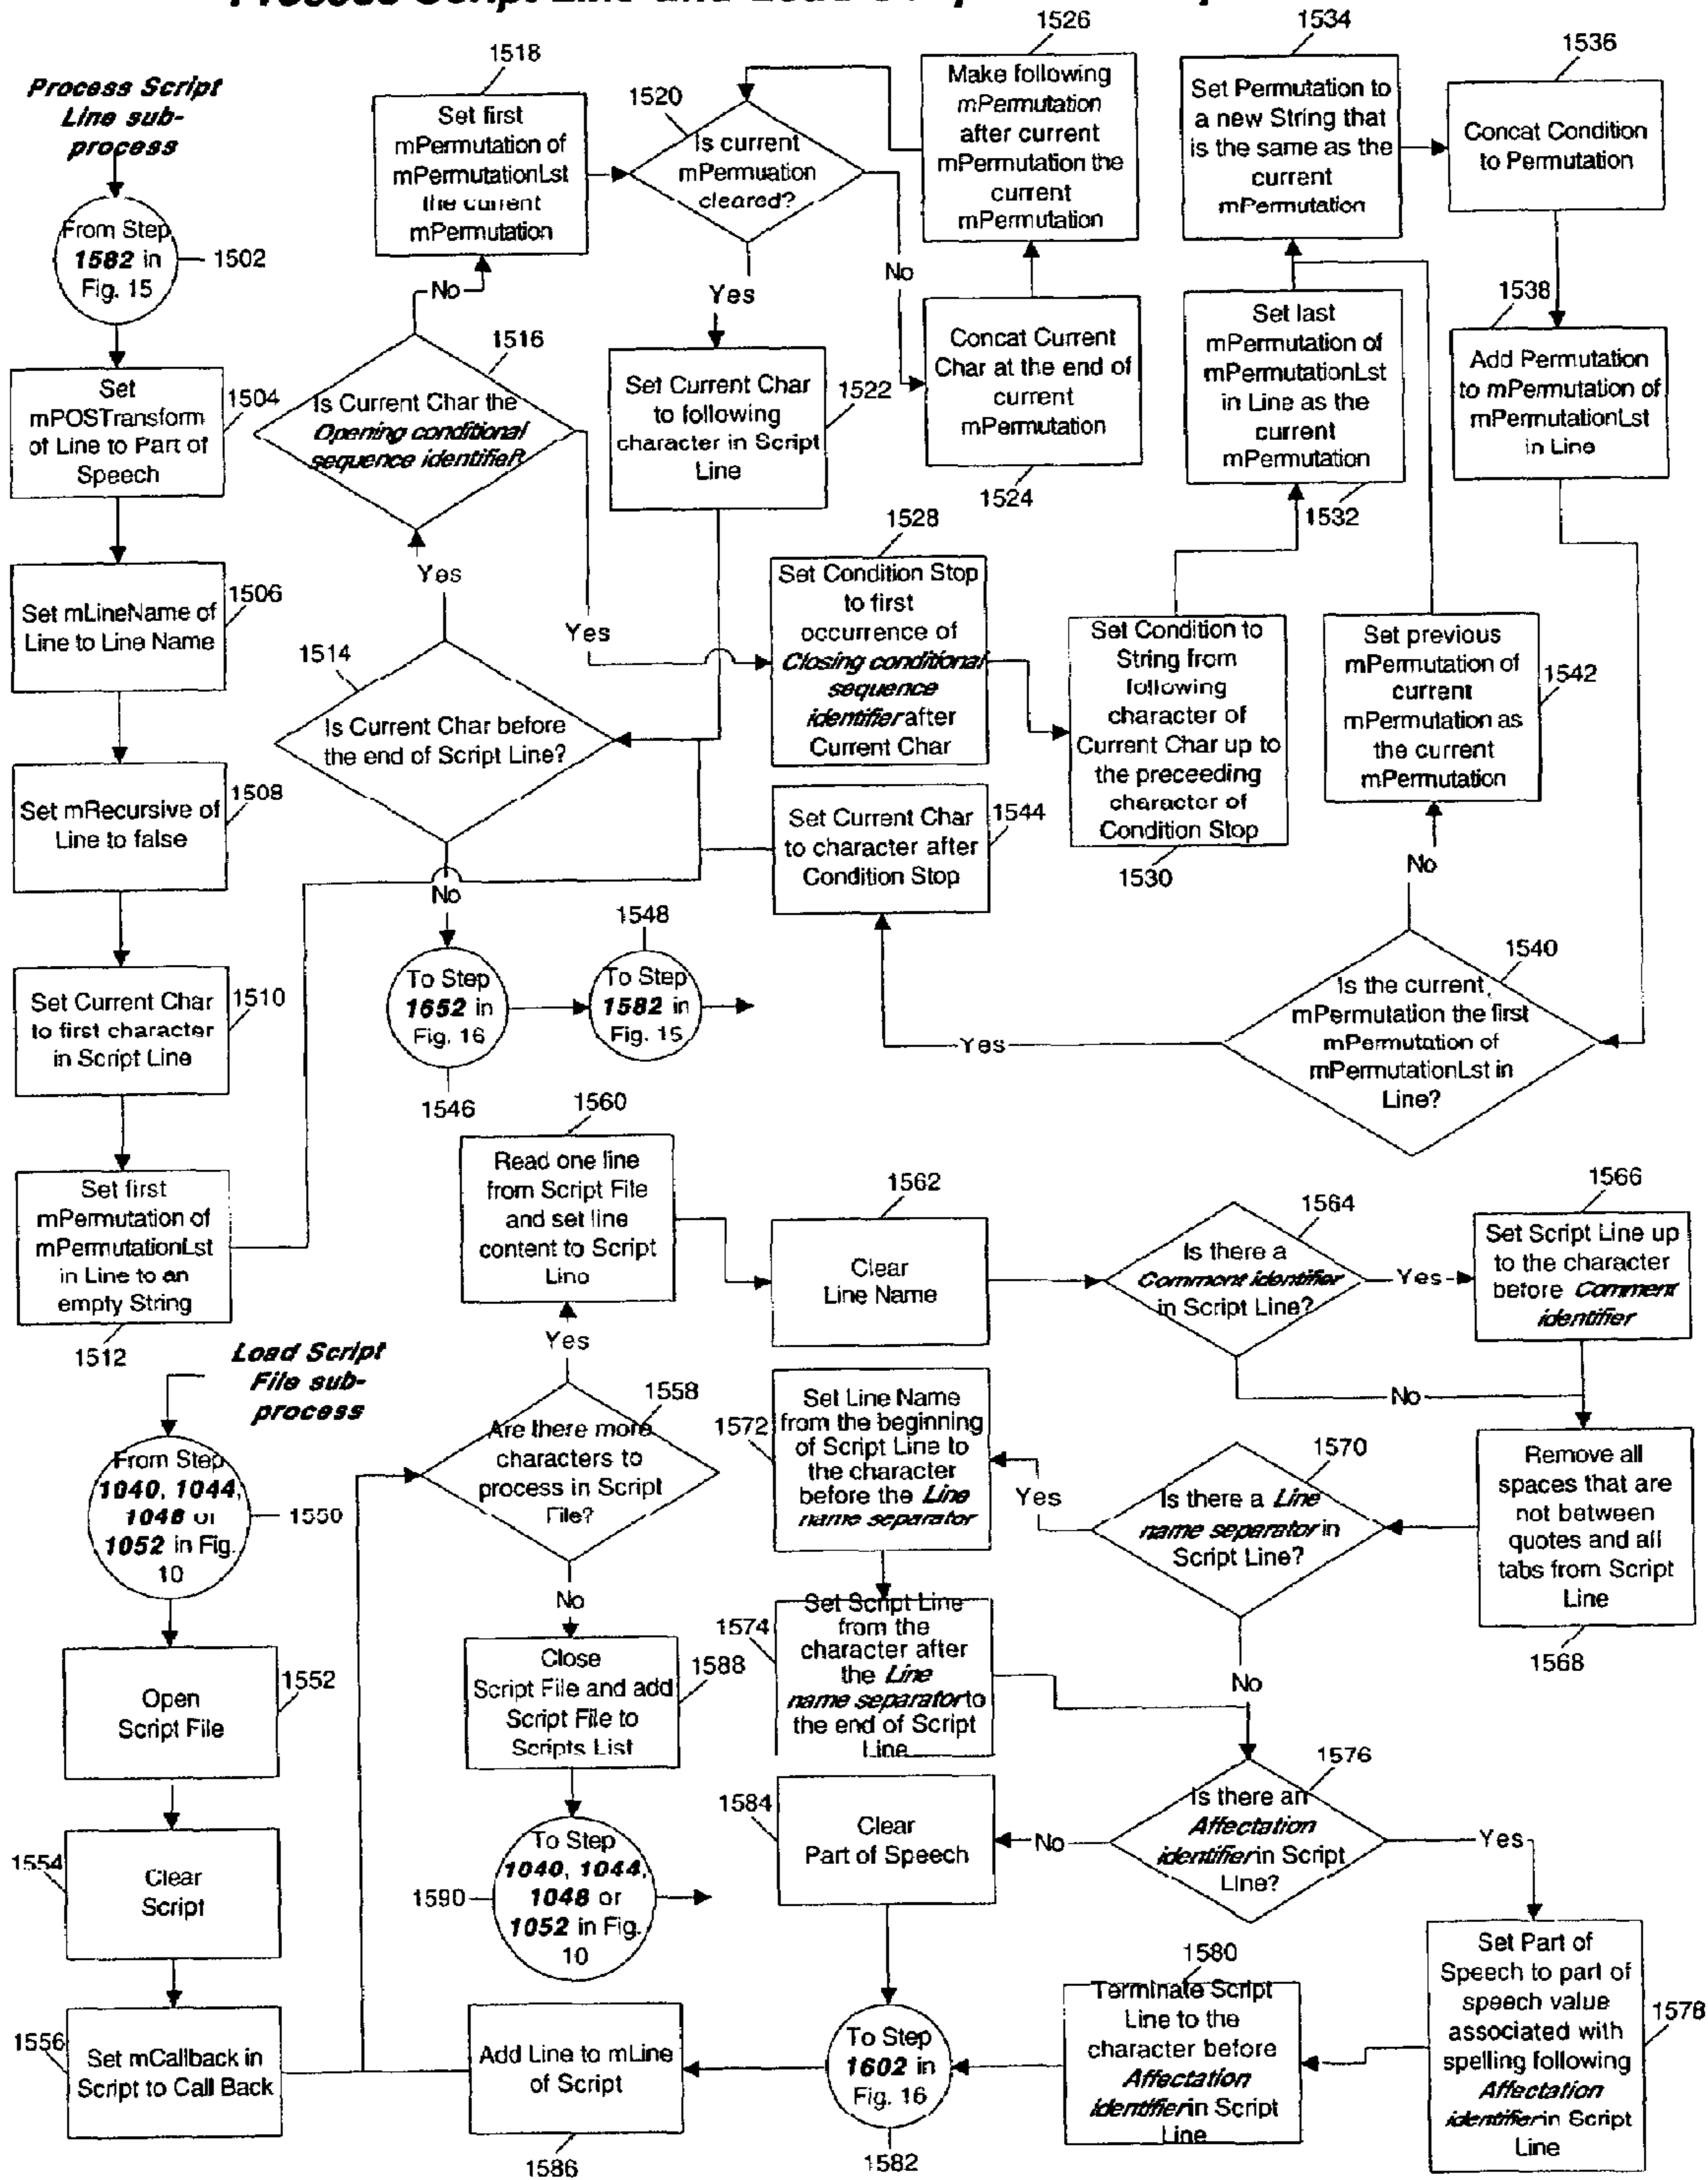 Process Script
Line sub-
process
From Step
1582 in
Fig. 15
1502
Set
mPOSTransform
of Line to Part of
Speech
1504
Set mLineName of
Line to Line Name
1506
Set mRecursive of
Line to false
1508
Set Current Char
to first character
in Script Line
1510
Set first
mPermutation of
mPermutationLst
in Line to an
empty String
1512
Is Current Char before
the end of Script Line?
1514
Yes
No
Is Current Char the
Opening conditional
sequence identifier?
1516
No
Yes
1518
Set first
mPermutation of
mPermutationLst
the current
mPermutation
1520
Is current
mPermuation
cleared?
Yes
No
Set Current Char
to following
character in Script
Line
1522
Concat Current
Char at the end of
current
mPermutation
1524
1526
Make following
mPermutation
after current
mPermutation the
current
mPermutation
1528
Set Condition Stop
to first
occurrence of
Closing conditional
sequence
identifier after
Current Char
Set Condition to
String from
following
character of
Current Char up to
the preceeding
character of
Condition Stop
1530
Set last
mPermutation of
mPermutationLst
in Line as the
current
mPermutation
1532
1534
Set Permutation to
a new String that
is the same as the
current
mPermutation
1536
Concat Condition
to Permutation
1538
Add Permutation
to mPermutation of
mPermutationLst
in Line
1540
Is the current
mPermutation the first
mPermutation of
mPermutationLst in
Line?
No
Yes
Set previous
mPermutation of
current
mPermutation as
the current
mPermutation
1542
Set Current Char
to character after
Condition Stop
1544
To Step
1652 in
Fig. 16
1546
1548
To Step
1582 in
Fig. 15
Load Script
File sub-
process
From Step
1040, 1044,
1048 or
1052 in Fig.
10
1550
Open
Script File
1552
Clear
Script
1554
Set mCallback in
Script to Call Back
1556
1558
Are there more
characters to
process in Script
File?
Yes
No
1560
Read one line
from Script File
and set line
content to Script
Line
1562
Clear
Line Name
1564
Is there a
Comment identifier
in Script Line?
Yes
No
1566
Set Script Line up
to the character
before Comment
identifier
Remove all
spaces that are
not between
quotes and all
tabs from Script
Line
1568
1570
Is there a Line
name separator in
Script Line?
Yes
No
1572
Set Line Name
from the beginning
of Script Line to
the character
before the Line
name separator
1574
Set Script Line
from the
character after
the Line
name separator to
the end of Script
Line
1576
Is there an
Affectation
identifier in Script
Line?
Yes
No
Set Part of
Speech to part of
speech value
associated with
spelling following
Affectation
identifier in Script
Line
1578
1580
Terminate Script
Line to the
character before
Affectation
identifier in Script
Line
To Step
1602 in
Fig. 16
1582
1584
Clear
Part of Speech
Add Line to mLine
of Script
1586
Close
Script File and add
Script File to
Scripts List
1588
To Step
1040, 1044,
1048 or
1052 in Fig.
10
1590